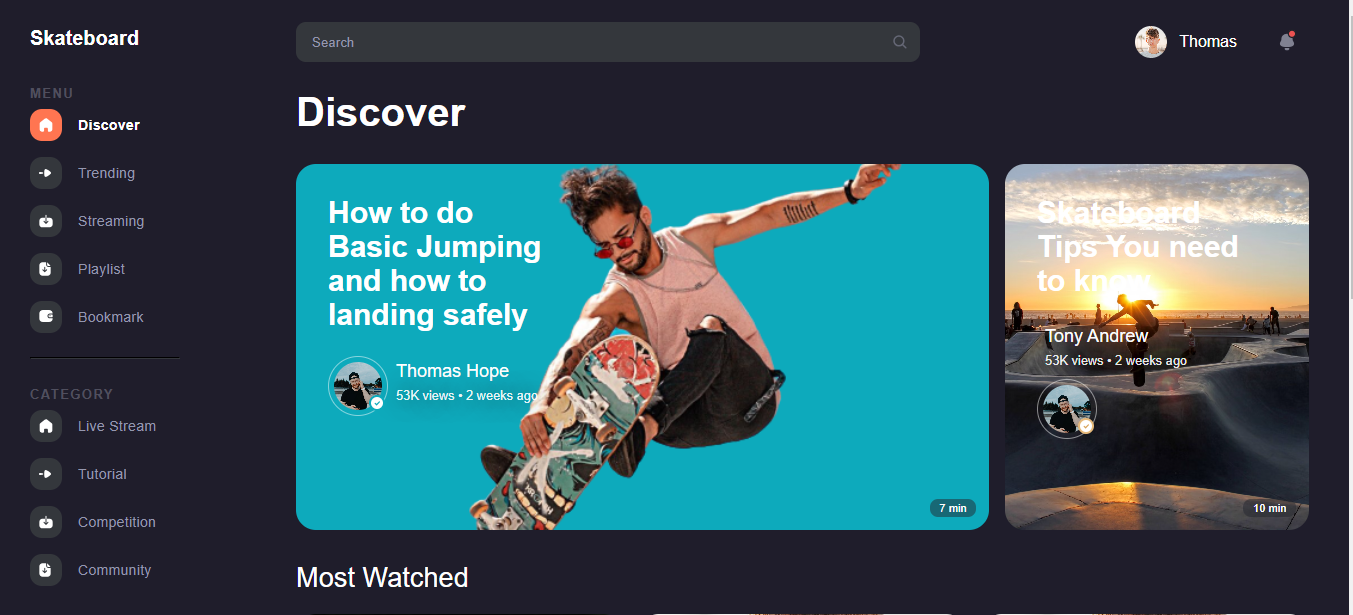 Skateboard
Search
Thomas
MENU
Discover
Trending
Streaming
Playlist
Bookmark
CATEGORY
Live Stream
Tutorial
Competition
Community
Discover
How to do
Basic Jumping
and how to
landing safely
Thomas Hope
53K views • 2 weeks ago
7 min
Skateboard
Tips You need
to know
Tony Andrew
53K views • 2 weeks ago
10 min
Most Watched